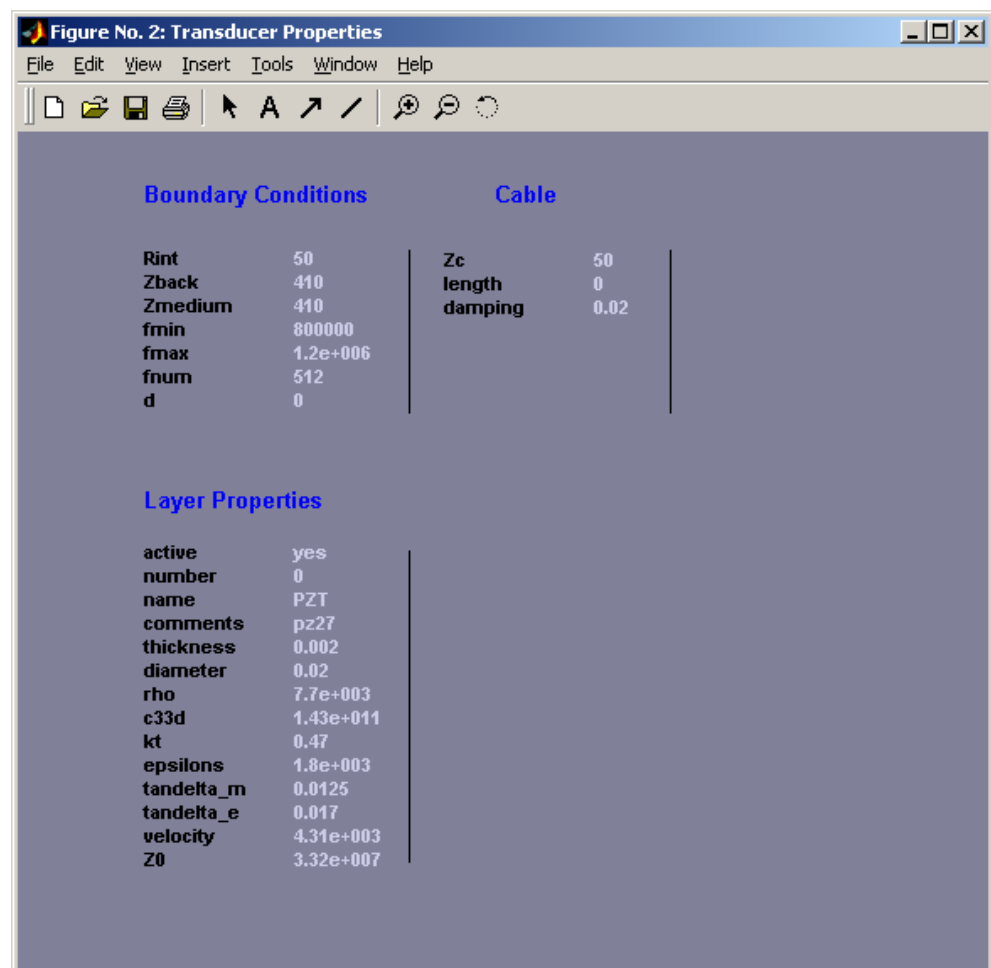 Figure No. 2: Transducer Properties
File Edit View Insert Tools Window Help
A
Boundary Conditions
Rint 50
Zback 410
Zmedium 410
fmin 800000
fmax 1.2e+006
fnum 512
d 0
Cable
Zc 50
length 0
damping 0.02
Layer Properties
active yes
number 0
name PZT
comments pz27
thickness 0.002
diameter 0.02
rho 7.7e+003
c33d 1.43e+011
kt 0.47
epsilons 1.8e+003
tandelta_m 0.0125
tandelta_e 0.017
velocity 4.31e+003
Z0 3.32e+007